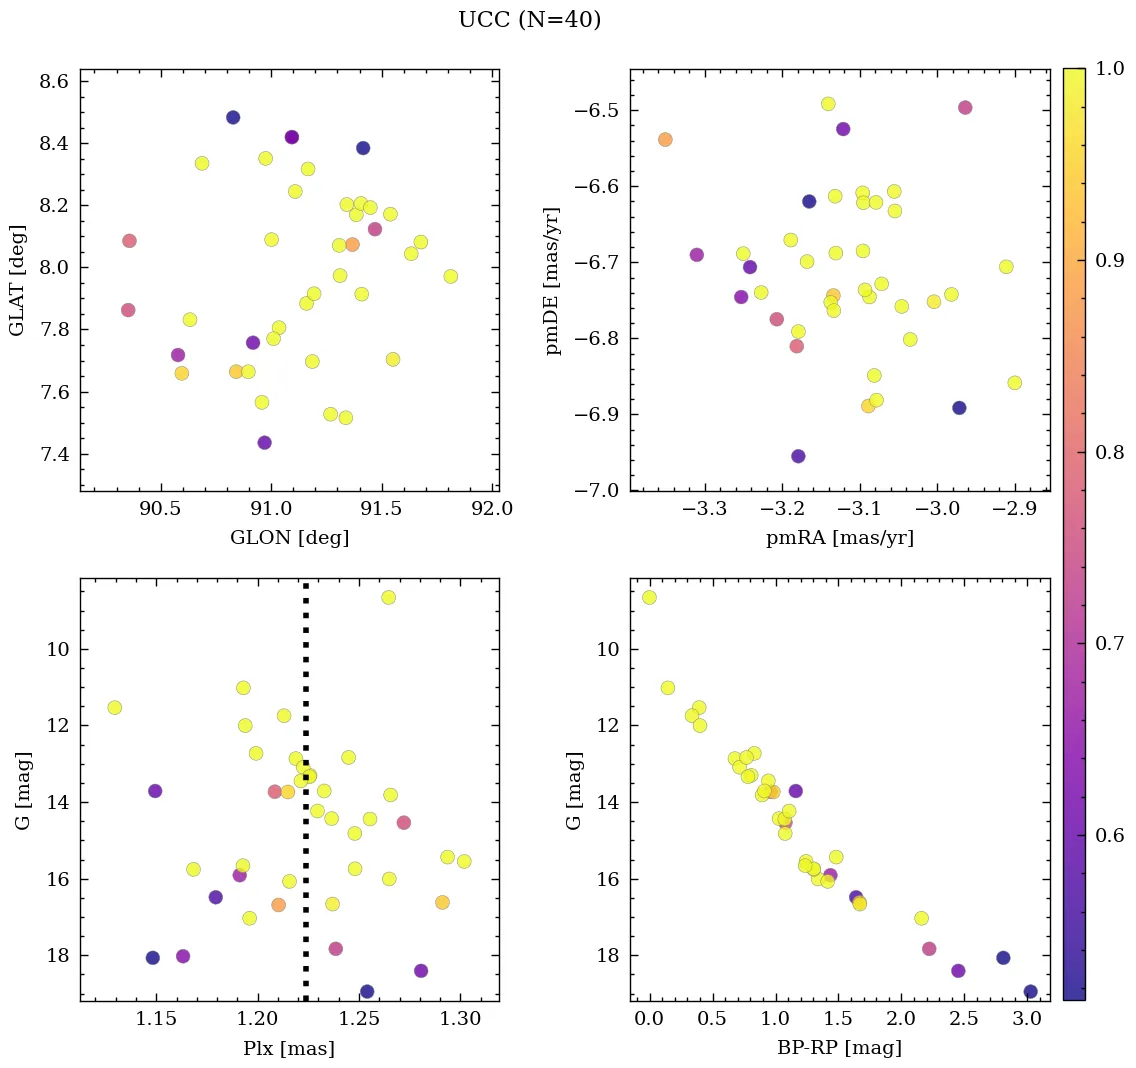 UCC (N=40)
8.6
8.4
8.2
8.0
7.8
7.6
7.4
GLAT [deg]
90.5 91.0 91.5 92.0
GLON [deg]
−6.5
−6.6
−6.7
−6.8
−6.9
−7.0
pmDE [mas/yr]
−3.3 −3.2 −3.1 −3.0 −2.9
pmRA [mas/yr]
1.0
0.9
0.8
0.7
0.6
10
12
14
16
18
G [mag]
1.15 1.20 1.25 1.30
Plx [mas]
10
12
14
16
18
G [mag]
0.0 0.5 1.0 1.5 2.0 2.5 3.0
BP-RP [mag]